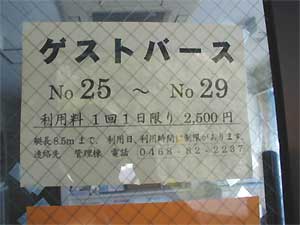 ゲストバース
No 25 ～ No 29
利用料 1回1日限り 2,500円
艇長8.5mまで、利用日、利用時間に制限があります。
連絡先 管理棟 電話 0468-82-2237